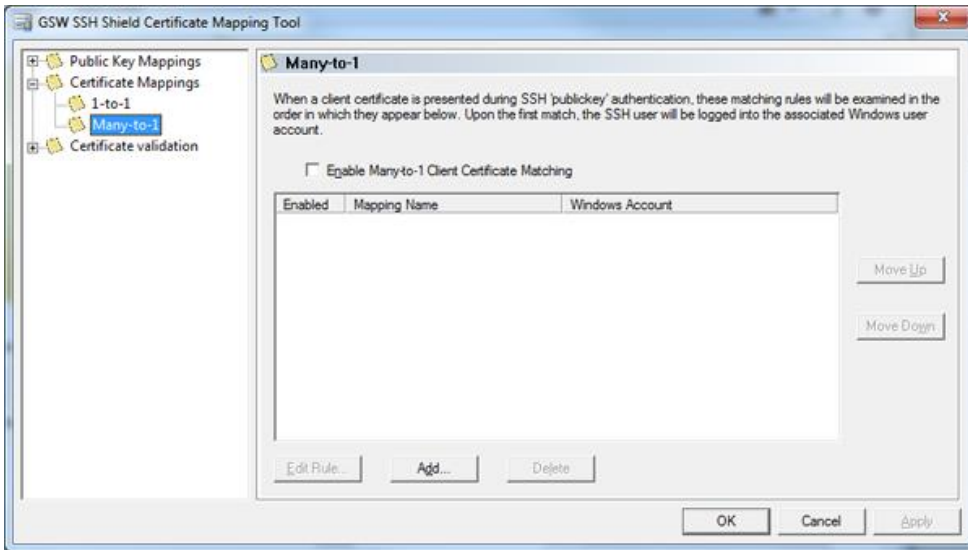 GSW SSH Shield Certificate Mapping Tool
Public Key Mappings
Certificate Mappings
1-to-1
Many-to-1
Certificate validation
Many-to-1
When a client certificate is presented during SSH 'publickey' authentication, these matching rules will be examined in the
order in which they appear below. Upon the first match, the SSH user will be logged into the associated Windows user
account.
Enable Many-to-1 Client Certificate Matching
Enabled Mapping Name Windows Account
Move Up
Move Down
Edit Rule... Add... Delete
OK Cancel Apply